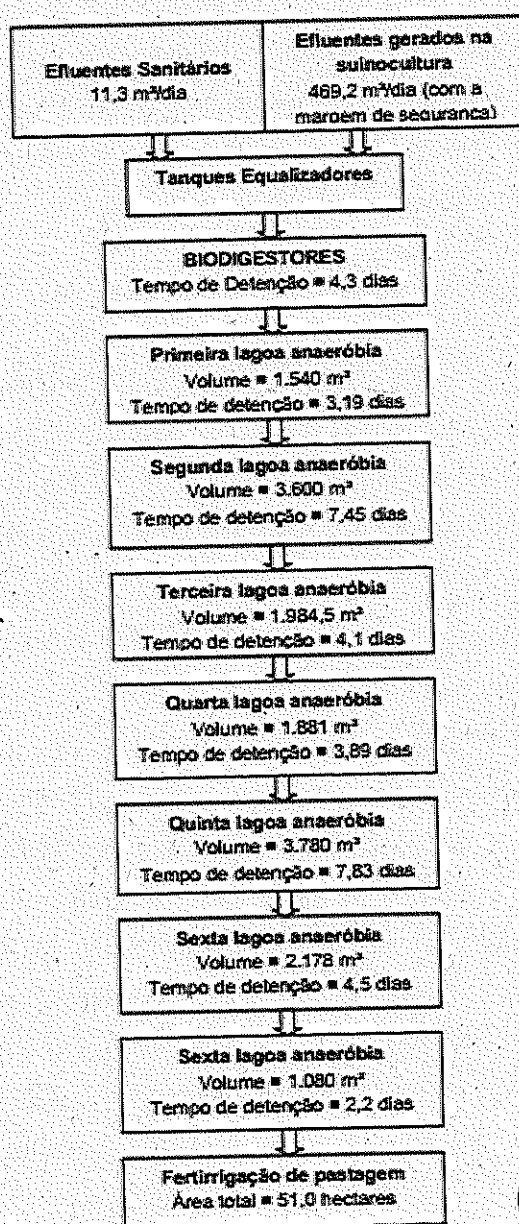 Efluentes Sanitários
11,3 m³/dia
Efluentes gerados na
suinocultura
469,2 m³/dia (com a
margem de segurança)
Tanques Equalizadores
BIODIGESTORES
Tempo de Detenção = 4,3 dias
Primeira lagoa anaeróbia
Volume = 1.540 m³
Tempo de detenção = 3,19 dias
Segunda lagoa anaeróbia
Volume = 3.600 m³
Tempo de detenção = 7,45 dias
Terceira lagoa anaeróbia
Volume = 1.984,5 m³
Tempo de detenção = 4,1 dias
Quarta lagoa anaeróbia
Volume = 1.881 m³
Tempo de detenção = 3,89 dias
Quinta lagoa anaeróbia
Volume = 3.780 m³
Tempo de detenção = 7,83 dias
Sexta lagoa anaeróbia
Volume = 2.178 m³
Tempo de detenção = 4,5 dias
Sexta lagoa anaeróbia
Volume = 1.080 m³
Tempo de detenção = 2,2 dias
Fertirrigação de pastagem
Área total = 51,0 hectares